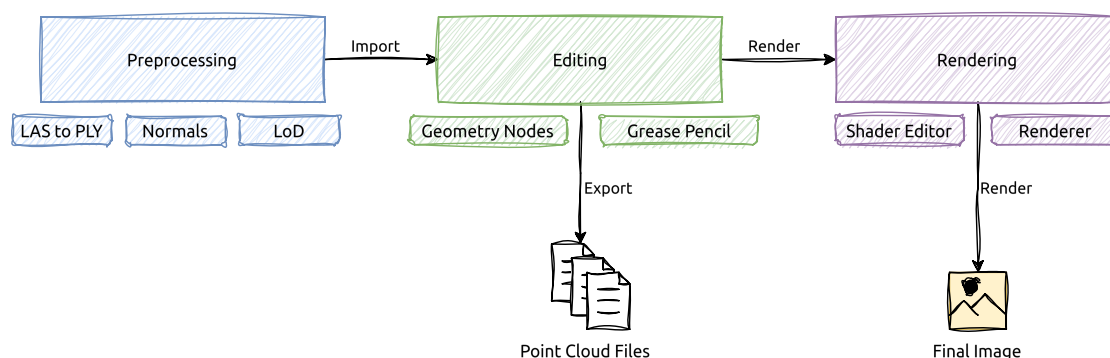 Preprocessing
Import
Editing
Render
Rendering
LAS to PLY
Normals
LoD
Geometry Nodes
Grease Pencil
Shader Editor
Renderer
Export
Render
Point Cloud Files
Final Image